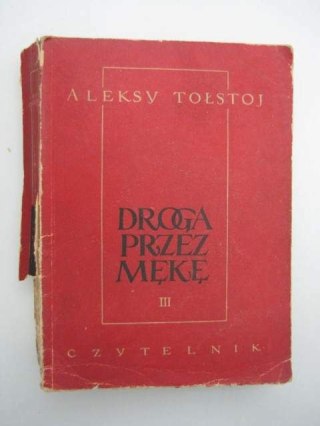 ALEKSY TOŁSTOJ
DROGA
PRZEZ
MĘKĘ
III
CZYTELNIK